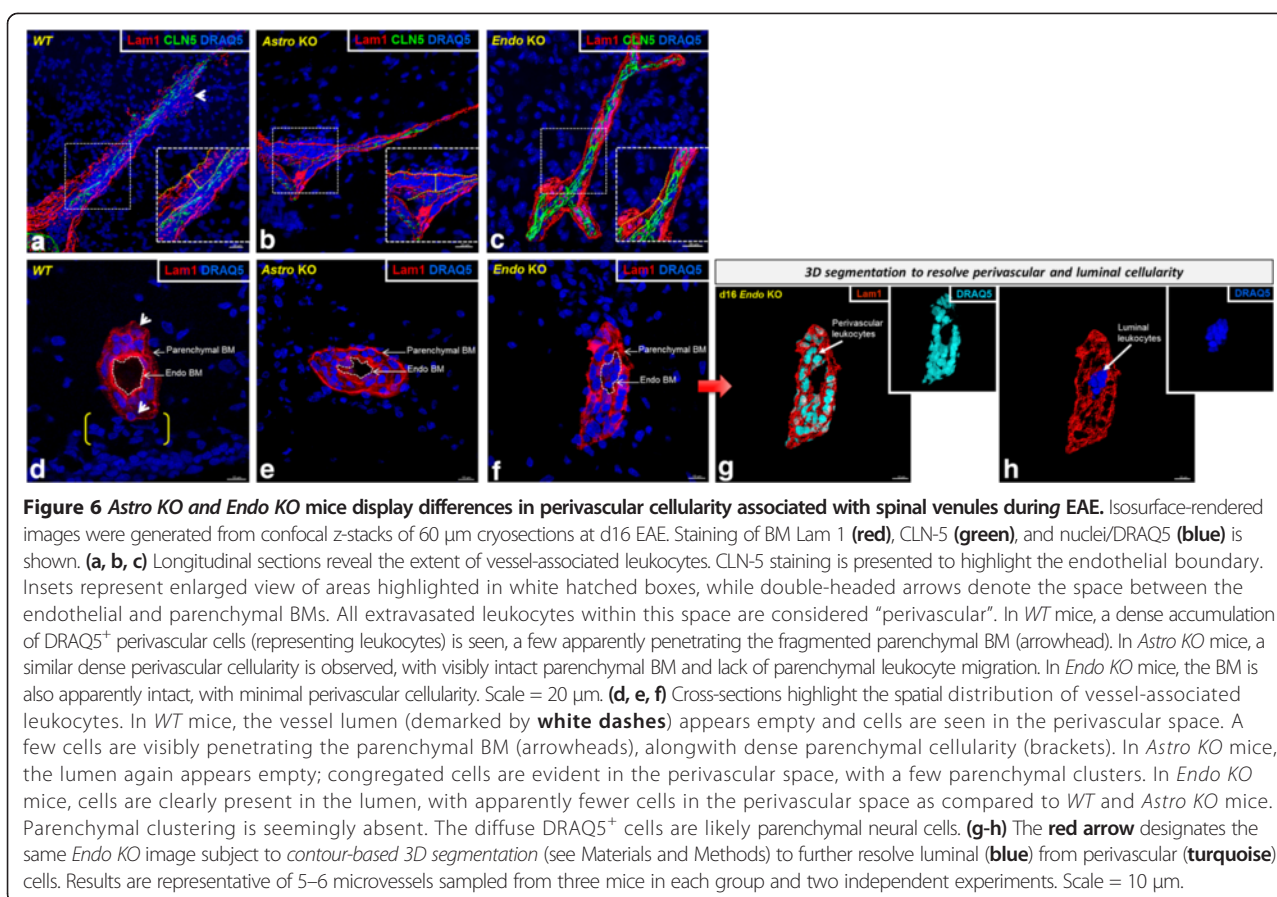 WT
Lam1 CLN5 DRAQ5
a
Astro KO
Lam1 CLN5 DRAQ5
b
Endo KO
Lam1 CLN5 DRAQ5
c
WT
Lam1 DRAQ5
Parenchymal BM
Endo BM
d
Astro KO
Lam1 DRAQ5
Parenchymal BM
Endo BM
e
Endo KO
Lam1 DRAQ5
Parenchymal BM
Endo BM
f
3D segmentation to resolve perivascular and luminal cellularity
d16 Endo KO
Lam1
DRAQ5
Perivascular
leukocytes
g
DRAQ5
Luminal
leukocytes
h
Figure 6 Astro KO and Endo KO mice display differences in perivascular cellularity associated with spinal venules during EAE. Isosurface-rendered
images were generated from confocal z-stacks of 60 μm cryosections at d16 EAE. Staining of BM Lam 1 (red), CLN-5 (green), and nuclei/DRAQ5 (blue) is
shown. (a, b, c) Longitudinal sections reveal the extent of vessel-associated leukocytes. CLN-5 staining is presented to highlight the endothelial boundary.
Insets represent enlarged view of areas highlighted in white hatched boxes, while double-headed arrows denote the space between the
endothelial and parenchymal BMs. All extravasated leukocytes within this space are considered "perivascular". In WT mice, a dense accumulation
of DRAQ5+ perivascular cells (representing leukocytes) is seen, a few apparently penetrating the fragmented parenchymal BM (arrowhead). In Astro KO mice, a
similar dense perivascular cellularity is observed, with visibly intact parenchymal BM and lack of parenchymal leukocyte migration. In Endo KO mice, the BM is
also apparently intact, with minimal perivascular cellularity. Scale = 20 μm. (d, e, f) Cross-sections highlight the spatial distribution of vessel-associated
leukocytes. In WT mice, the vessel lumen (demarked by white dashes) appears empty and cells are seen in the perivascular space. A
few cells are visibly penetrating the parenchymal BM (arrowheads), alongwith dense parenchymal cellularity (brackets). In Astro KO mice,
the lumen again appears empty; congregated cells are evident in the perivascular space, with a few parenchymal clusters. In Endo KO
mice, cells are clearly present in the lumen, with apparently fewer cells in the perivascular space as compared to WT and Astro KO mice.
Parenchymal clustering is seemingly absent. The diffuse DRAQ5+ cells are likely parenchymal neural cells. (g-h) The red arrow designates the
same Endo KO image subject to contour-based 3D segmentation (see Materials and Methods) to further resolve luminal (blue) from perivascular (turquoise)
cells. Results are representative of 5–6 microvessels sampled from three mice in each group and two independent experiments. Scale = 10 μm.